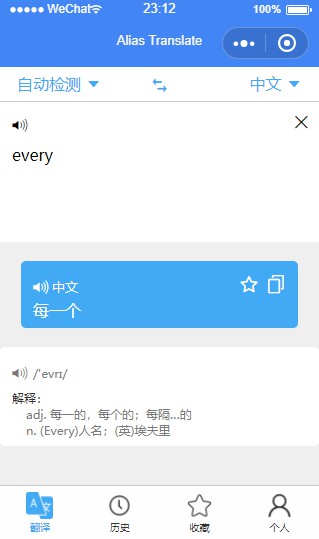 WeChat 23:12 100%
Alias Translate
自动检测 中文
every
中文
每一个
/ˈevrɪ/
解释：
adj. 每一的，每个的；每隔…的
n. (Every)人名；(英)埃夫里
翻译 历史 收藏 个人